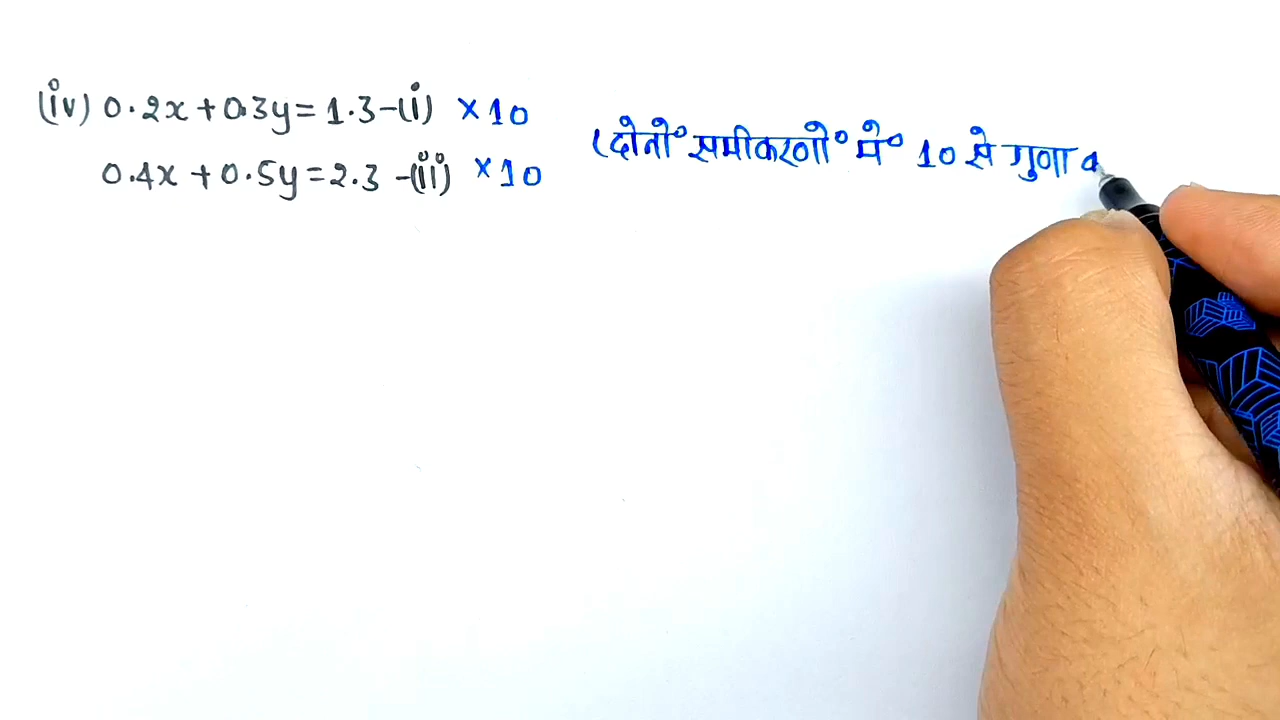 (iv) 0.2x + 0.3y = 1.3 -(i) ×10
(दोनों समीकरणों में 10 से गुणा
0.4x + 0.5y = 2.3 -(ii) ×10